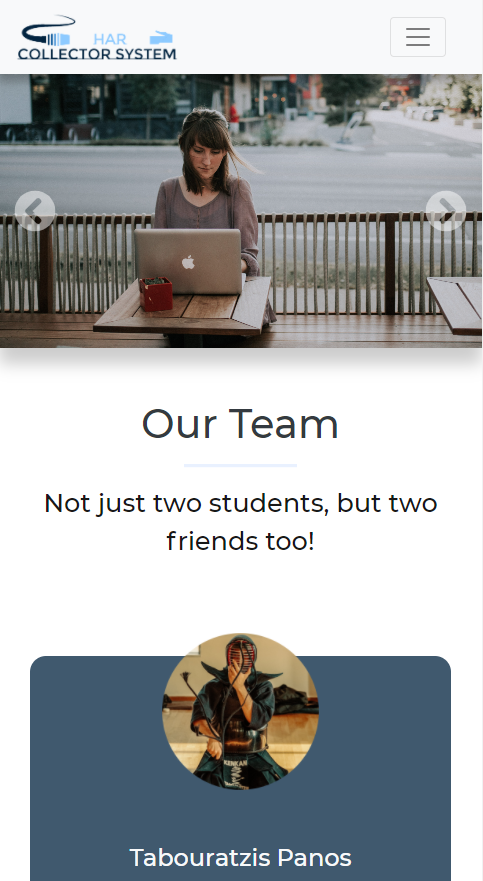 HAR
COLLECTOR SYSTEM
Our Team
Not just two students, but two
friends too!
KENKAN
Tabouratzis Panos